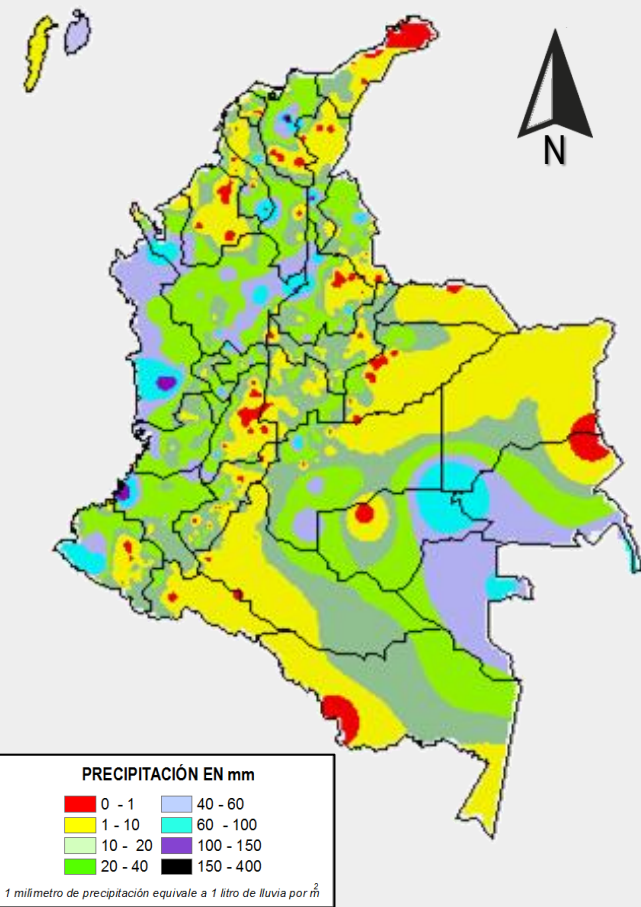 N
PRECIPITACIÓN EN mm
0 - 1
40 - 60
1 - 10
60 - 100
10 - 20
100 - 150
20 - 40
150 - 400
1 milimetro de precipitación equivale a 1 litro de lluvia por m²